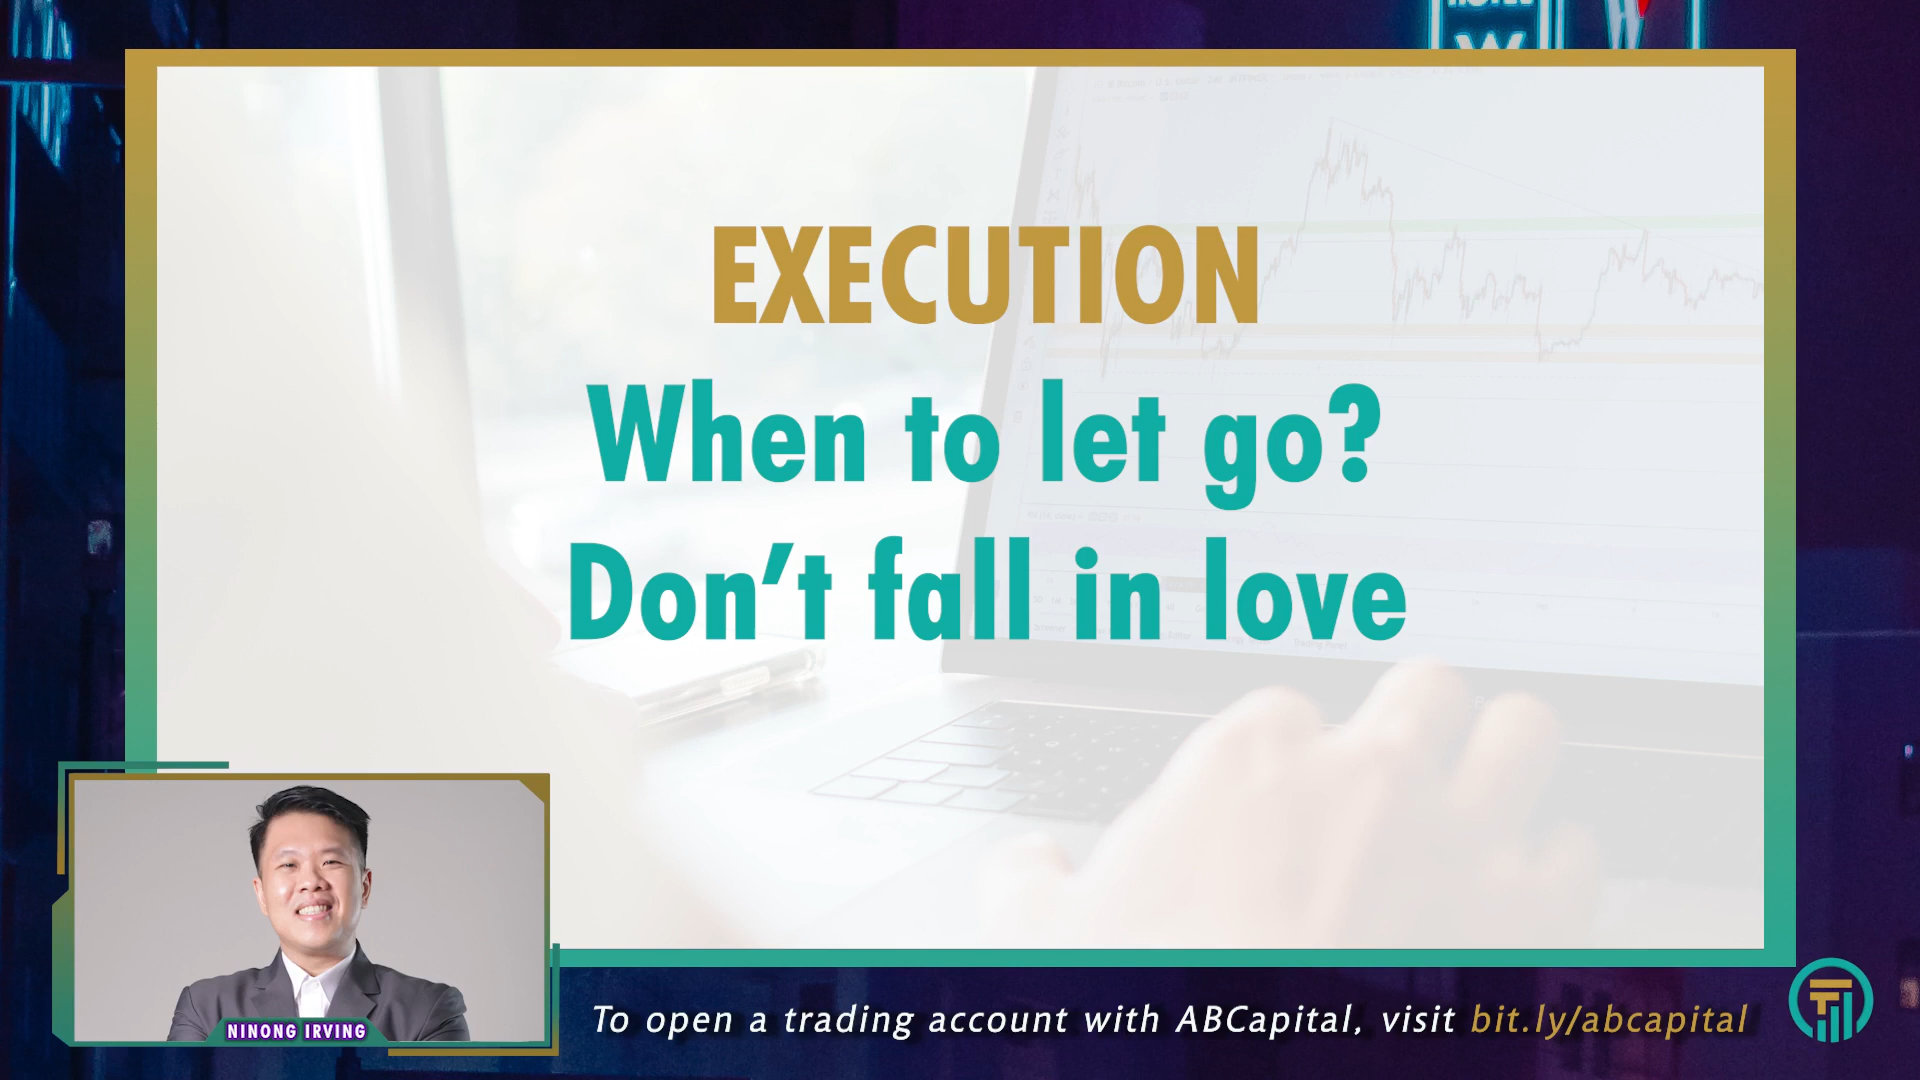 EXECUTION
When to let go?
Don't fall in love
NINONG IRVING
To open a trading account with ABCapital, visit bit.ly/abcapital